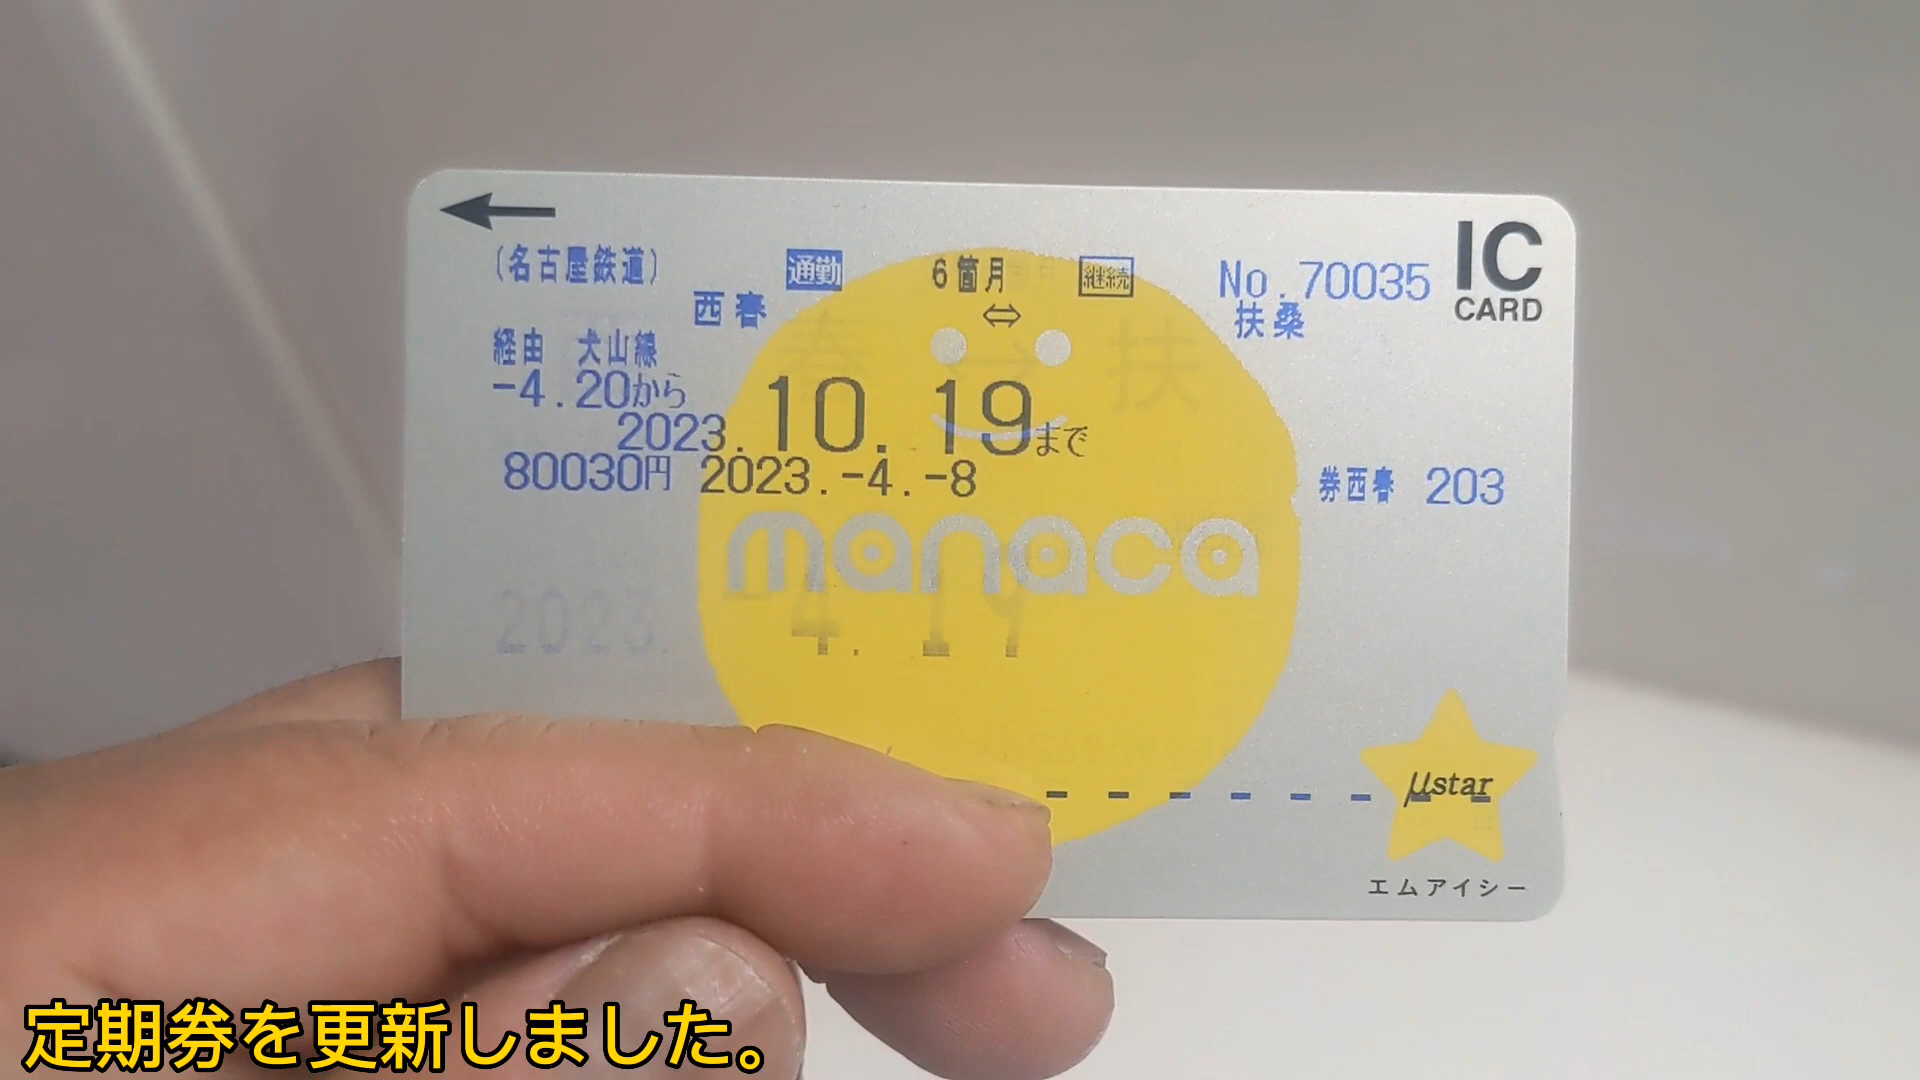 IC
CARD
(名古屋鉄道) 通勤 6箇月 継続 No.70035
西春 ⇔ 扶桑
経由 犬山線
-4.20から
2023.10.19まで
80030円 2023.-4.-8 券西春 203
manaca
2023. -4.19
μstar
エムアイシー
定期券を更新しました。